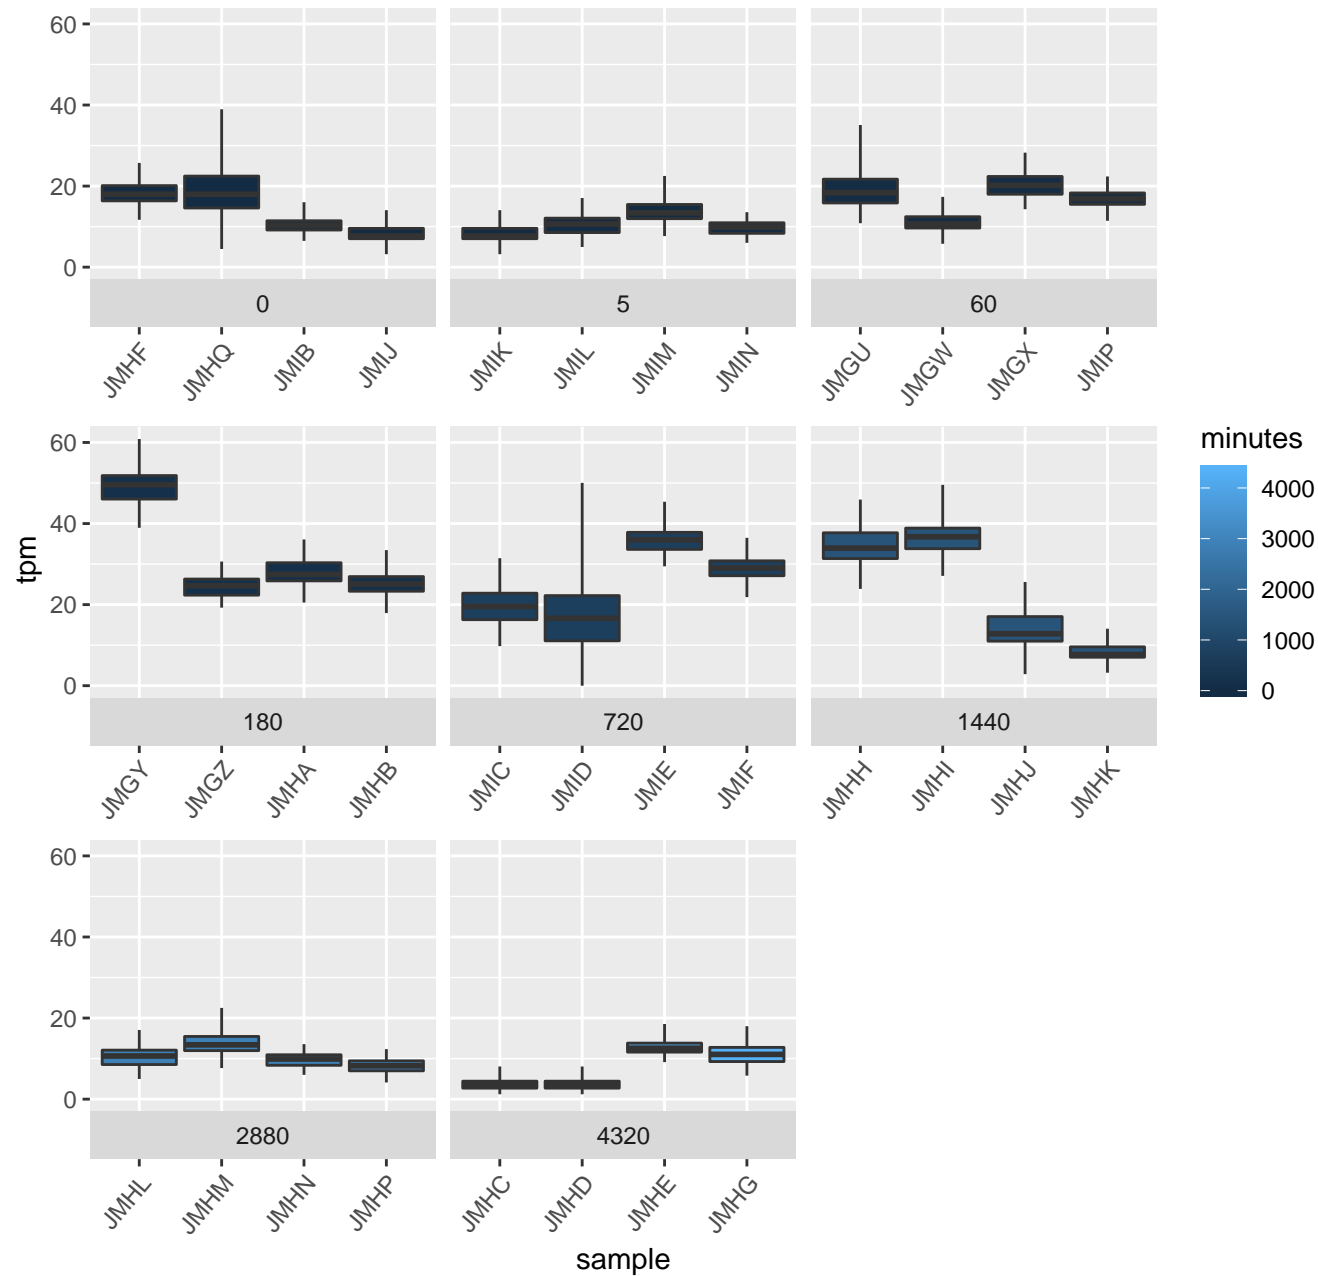 60
40
20
0
0
5
60
JMHF
JMHQ
JMIB
JMIJ
JMIK
JMIL
JMIM
JMIN
JMGU
JMGW
JMGX
JMIP
tpm
60
40
20
0
180
720
1440
JMGY
JMGZ
JMHA
JMHB
JMIC
JMID
JMIE
JMIF
JMHH
JMHI
JMHJ
JMHK
minutes
4000
3000
2000
1000
0
60
40
20
0
2880
4320
JMHL
JMHM
JMHN
JMHP
JMHC
JMHD
JMHE
JMHG
sample